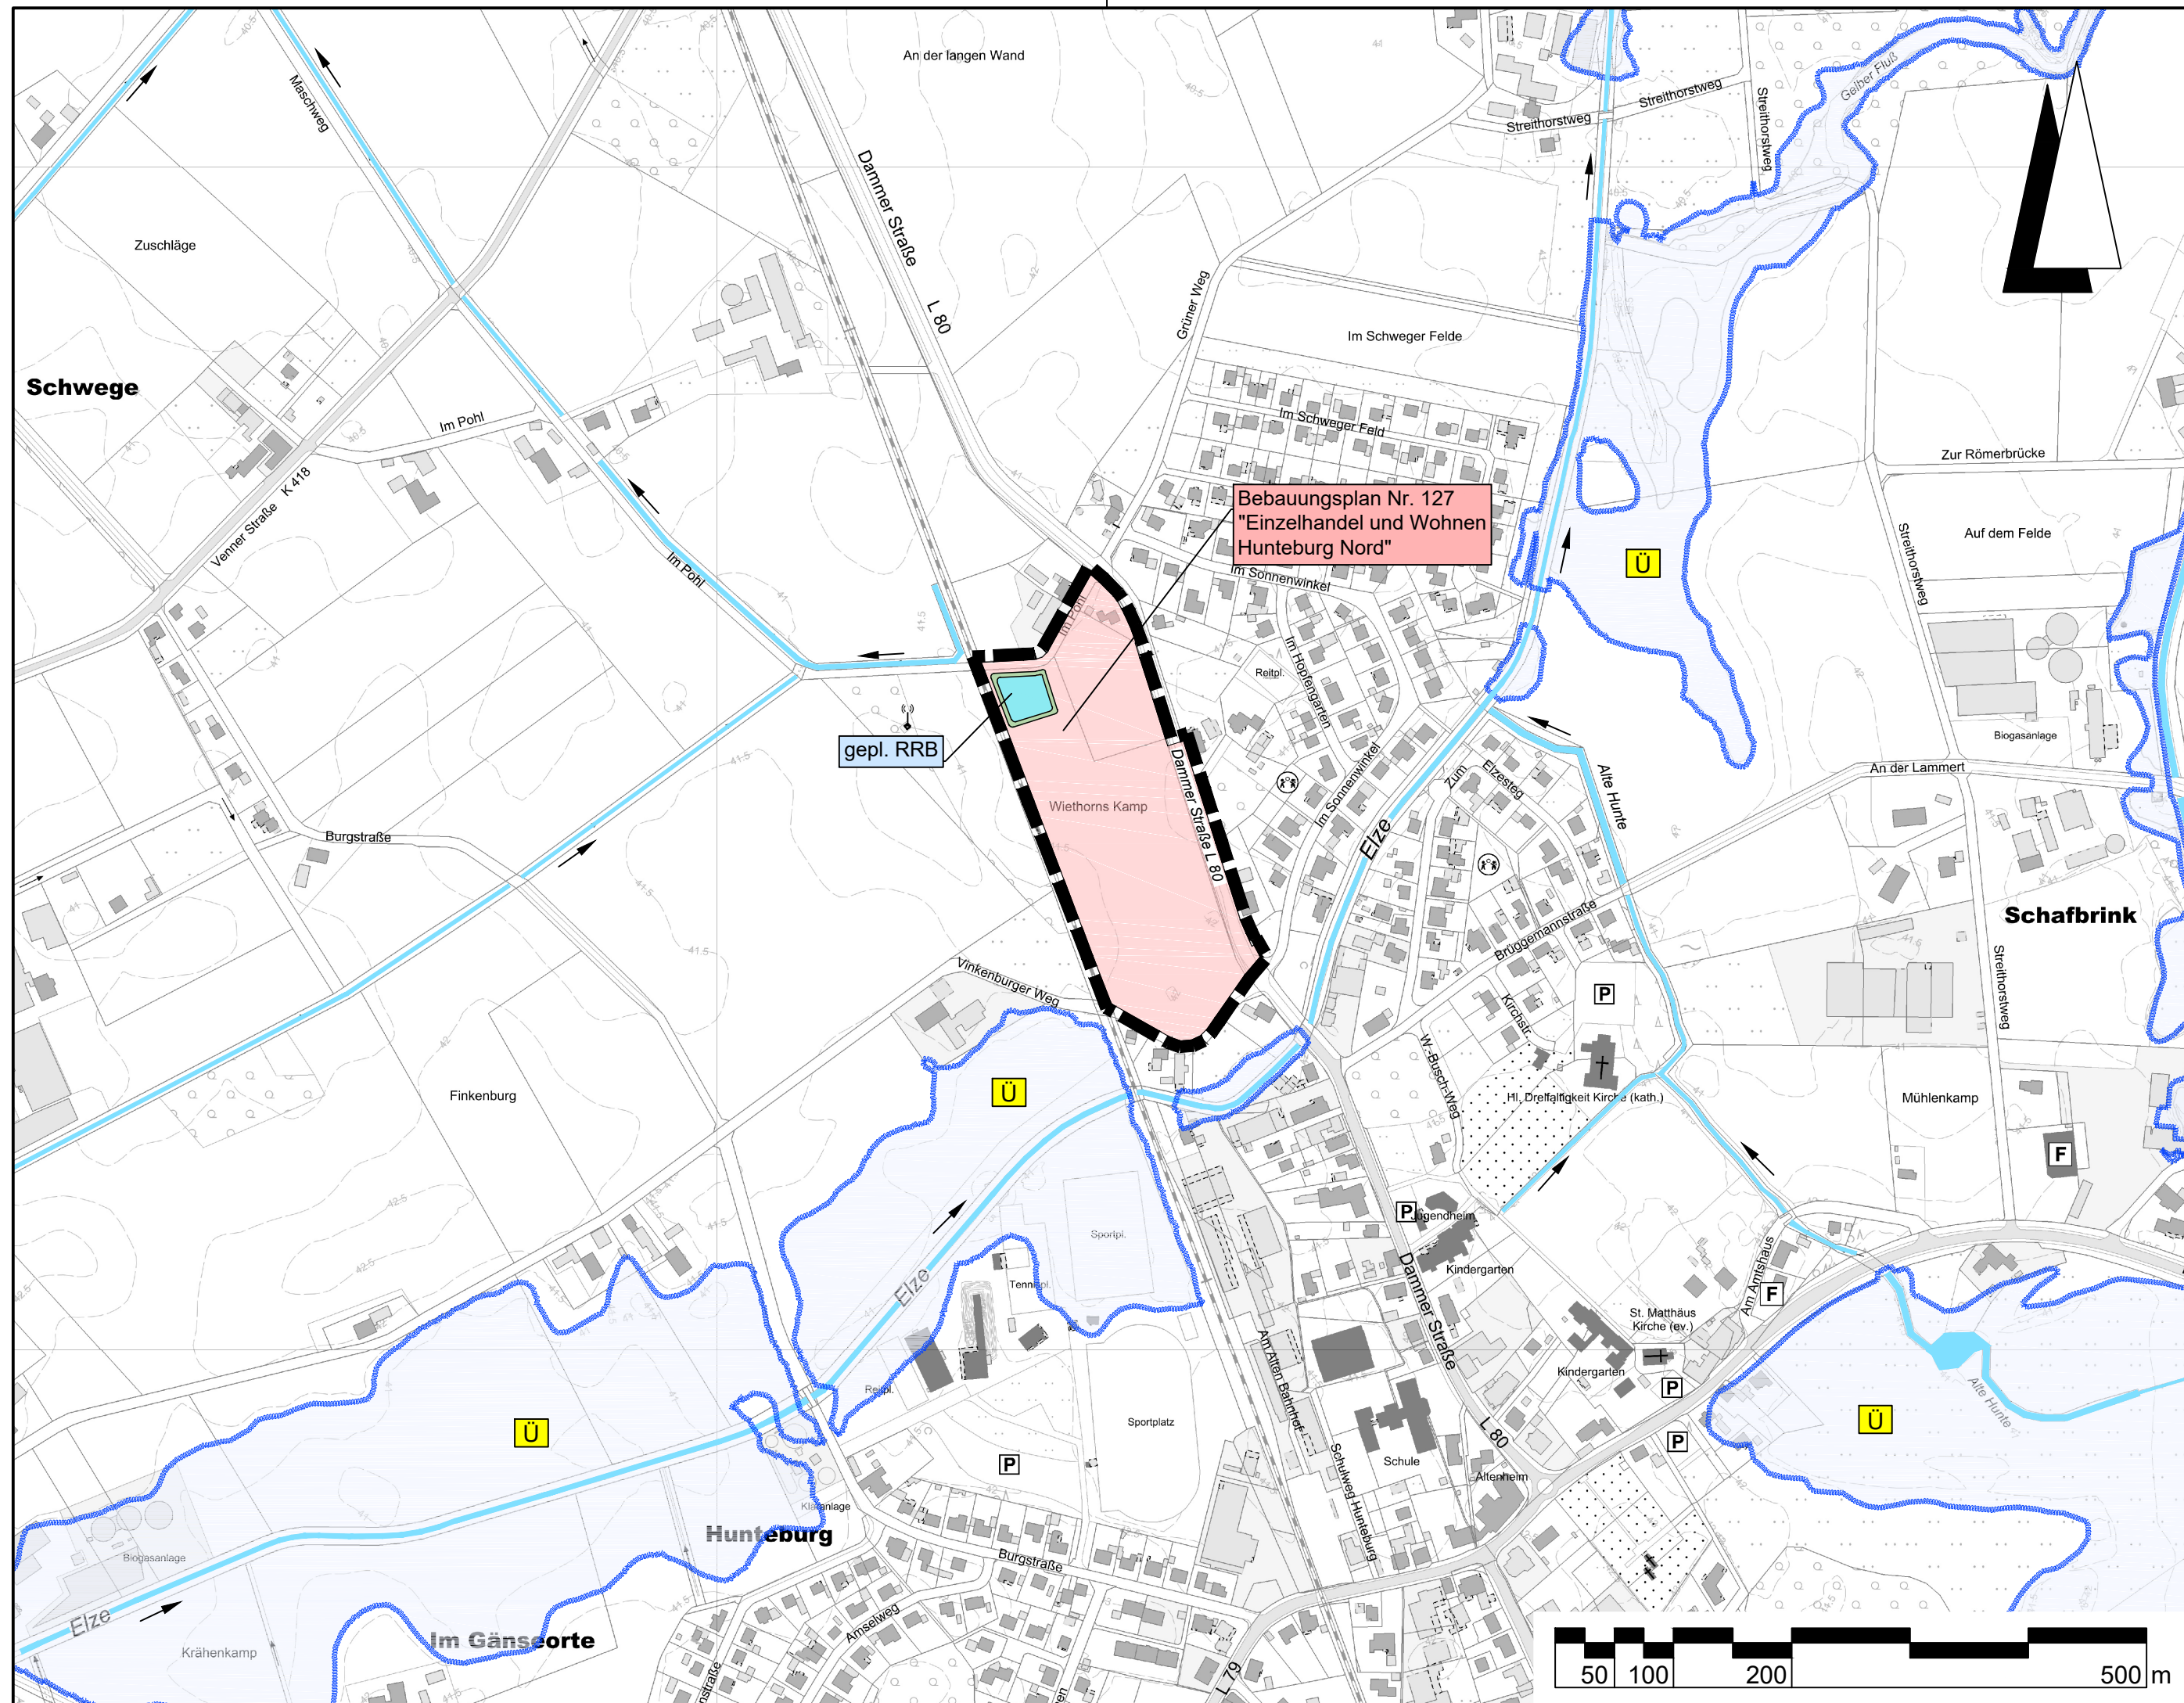 An der langen Wand
Maschweg
Gelber Fluß
Streithorstweg
Streithorstweg
Streithorstweg
Dammer Straße
Zuschläge
L 80
Grüner Weg
Im Schweger Felde
Schwege
Im Pohl
Im Schweger Feld
Zur Römerbrücke
Venner Straße
K 418
Bebauungsplan Nr. 127
"Einzelhandel und Wohnen
Hunteburg Nord"
Auf dem Felde
Streithorstweg
Im Pohl
Ü
Im Sonnenwinkel
Im Pohl
Im Hopfengarten
Reitpl.
Biogasanlage
gepl. RRB
An der Lammert
Zum
Elzesteg
Alte Hunte
Wiethorns Kamp
Dammer Straße L 80
Im Sonnenwinkel
Elze
Burgstraße
Schafbrink
Brüggemannstraße
Vinkenburger Weg
Streithorstweg
P
Kirchstr.
W.-Busch-Weg
Finkenburg
Ü
Hl. Dreifaltigkeit Kirche (kath.)
Mühlenkamp
F
Sportpl.
P
Jugendheim
Elze
Tennispl.
Kindergarten
Dammer Straße
Am Amtshaus
F
St. Matthäus
Kirche (ev.)
Am Alten Bahnhof
Kindergarten
P
Reitpl.
Alte Hunte
Ü
Sportplatz
Ü
L 80
P
P
Schule
Altenheim
Schulweg Hunteburg
Kläranlage
Hunteburg
Burgstraße
Biogasanlage
Elze
Amselweg
Im Gänseorte
Krähenkamp
L 79
50 100 200 500 m